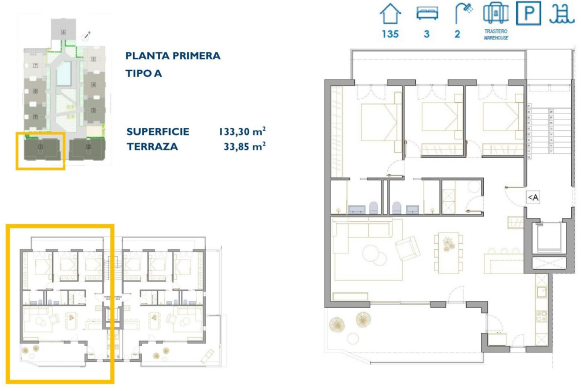 135
3
2
TRASTERO
WAREHOUSE
P
PLANTA PRIMERA
TIPO A
SUPERFICIE 133,30 m²
TERRAZA 33,85 m²
<A